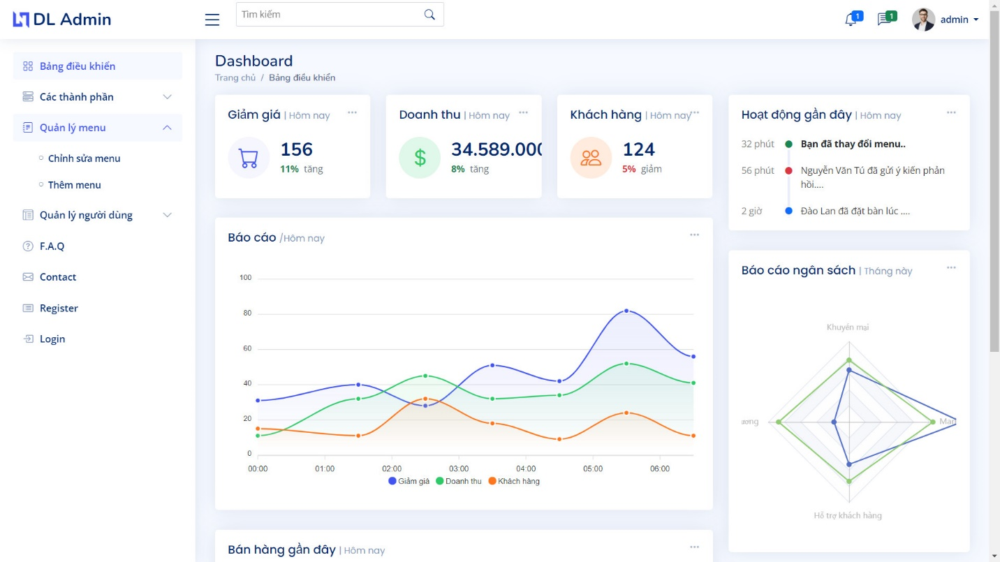 DL Admin
Tìm kiếm
1
1
admin
Bảng điều khiển
Các thành phần
Quản lý menu
Chỉnh sửa menu
Thêm menu
Quản lý người dùng
F.A.Q
Contact
Register
Login
Dashboard
Trang chủ / Bảng điều khiển
Giảm giá | Hôm nay
156
11% tăng
Doanh thu | Hôm nay
34.589.000
8% tăng
Khách hàng | Hôm nay
124
5% giảm
Hoạt động gần đây | Hôm nay
32 phút Bạn đã thay đổi menu..
56 phút Nguyễn Văn Tú đã gửi ý kiến phản
hồi....
2 giờ Đào Lan đã đặt bàn lúc ....
Báo cáo /Hôm nay
100
80
60
40
20
0
00:00 01:00 02:00 03:00 04:00 05:00 06:00
Giảm giá Doanh thu Khách hàng
Báo cáo ngân sách | Tháng này
Khuyến mại
Hỗ trợ khách hàng
Bán hàng gần đây | Hôm nay